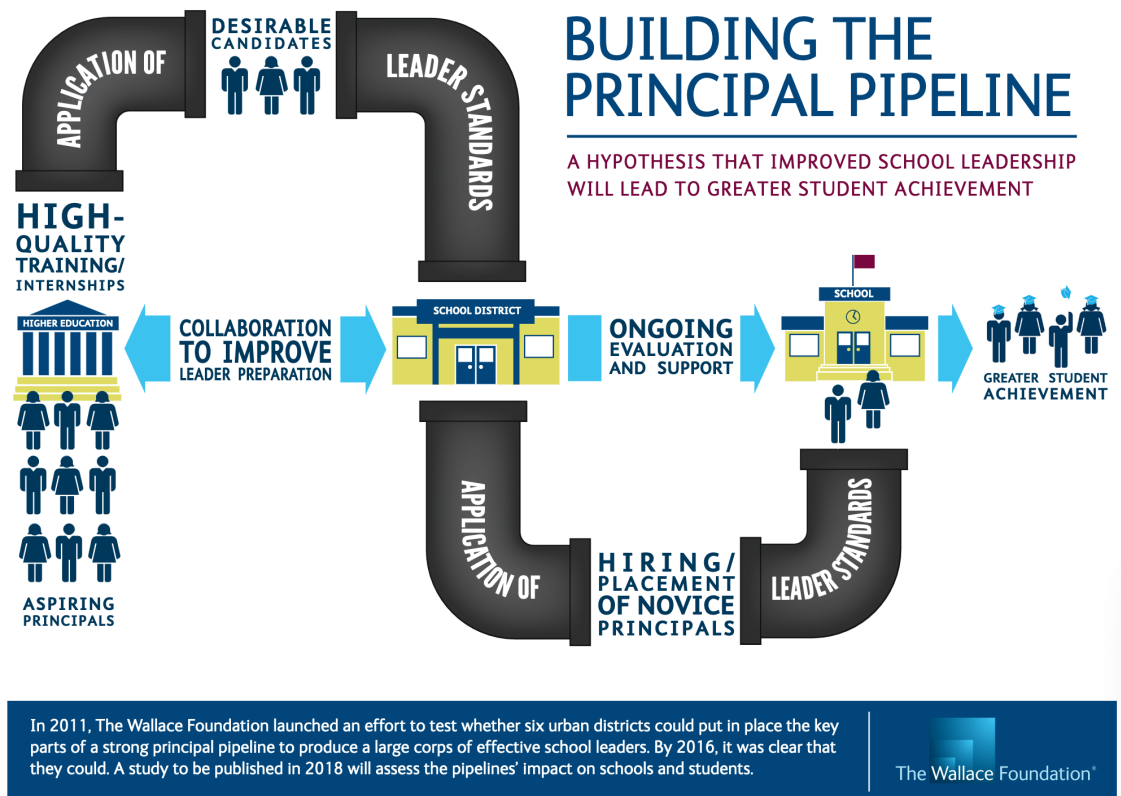 BUILDING THE
PRINCIPAL PIPELINE
A HYPOTHESIS THAT IMPROVED SCHOOL LEADERSHIP
WILL LEAD TO GREATER STUDENT ACHIEVEMENT
APPLICATION OF
DESIRABLE
CANDIDATES
LEADER STANDARDS
HIGH-
QUALITY
TRAINING/
INTERNSHIPS
HIGHER EDUCATION
ASPIRING
PRINCIPALS
COLLABORATION
TO IMPROVE
LEADER PREPARATION
SCHOOL DISTRICT
ONGOING
EVALUATION
AND SUPPORT
SCHOOL
GREATER STUDENT
ACHIEVEMENT
APPLICATION OF
HIRING/
PLACEMENT
OF NOVICE
PRINCIPALS
LEADER STANDARDS
In 2011, The Wallace Foundation launched an effort to test whether six urban districts could put in place the key
parts of a strong principal pipeline to produce a large corps of effective school leaders. By 2016, it was clear that
they could. A study to be published in 2018 will assess the pipelines’ impact on schools and students.
The Wallace Foundation®